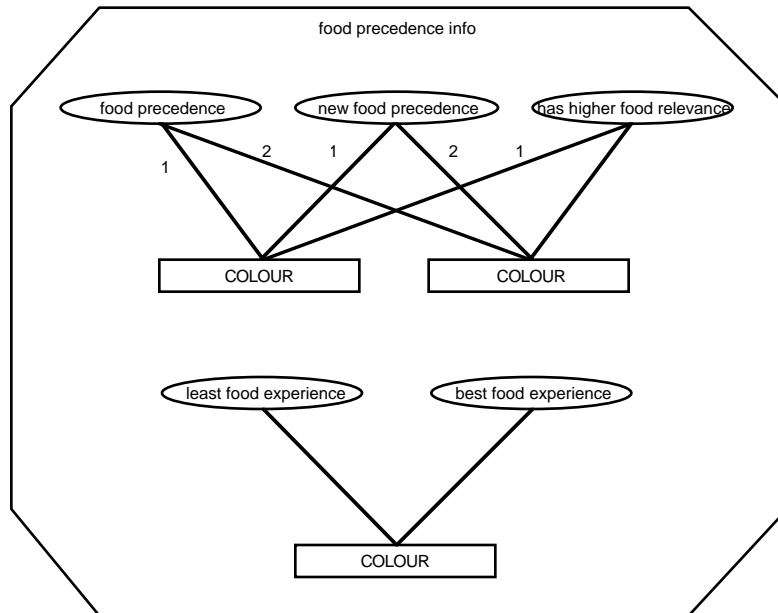 food precedence info
food precedence
new food precedence
has higher food relevance
1
2
1
2
1
COLOUR
COLOUR
least food experience
best food experience
COLOUR